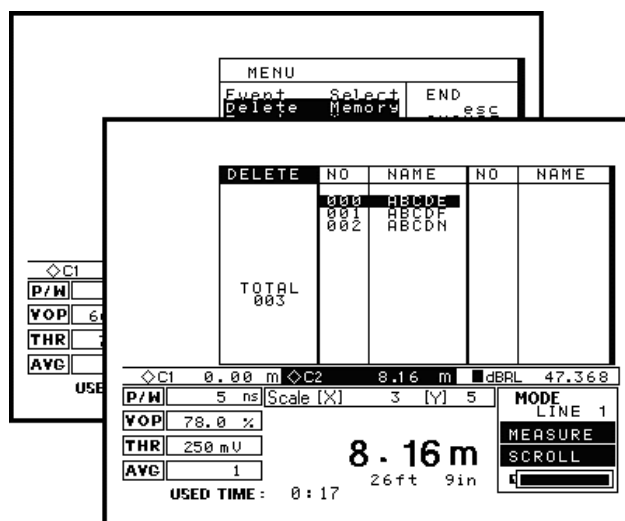 MENU
Event Select END
Delete Memory esc
◇C1
P/W
VOP
THR
AVG
USE
DELETE NO NAME NO NAME
000 ABCDE
001 ABCDF
002 ABCDN
TOTAL
003
◇C1 0.00 m ◇C2 8.16 m ■dBRL 47.368
P/W 5 ns Scale [X] 3 [Y] 5 MODE
LINE 1
VOP 78.0 % MEASURE
THR 250 mV SCROLL
8.16 m
AVG 1 26ft 9in
USED TIME: 0:17